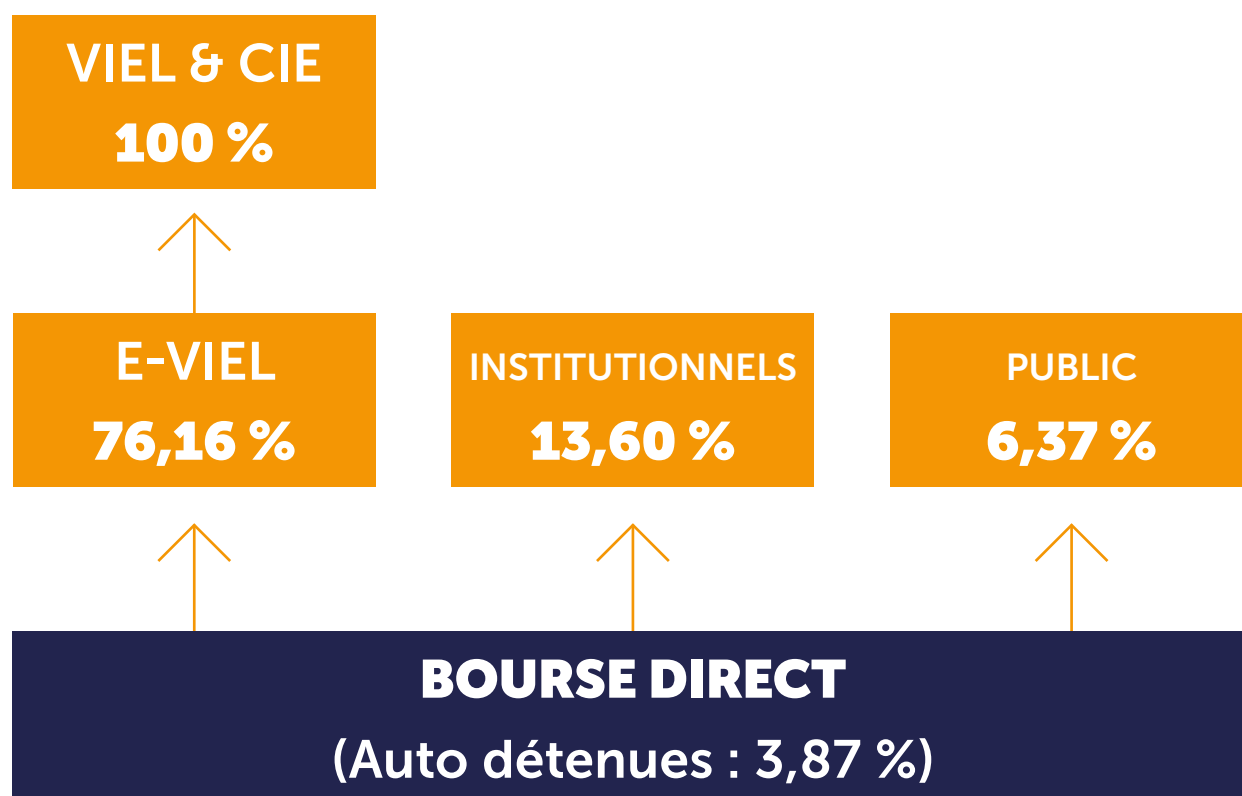 VIEL & CIE
100 %
E-VIEL
76,16 %
INSTITUTIONNELS
13,60 %
PUBLIC
6,37 %
BOURSE DIRECT
(Auto détenues : 3,87 %)